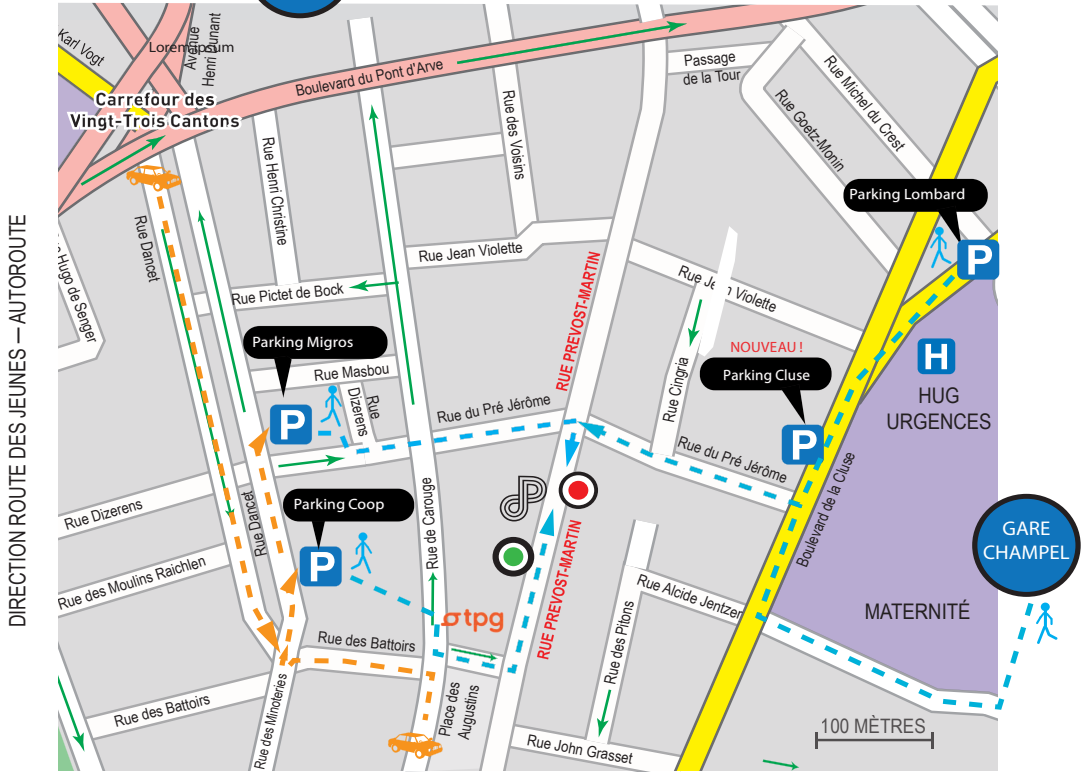 Karl Vogt
Lorem ipsum
Avenue
Henri Dunant
Carrefour des
Vingt-Trois Cantons
Boulevard du Pont d'Arve
Passage
de la Tour
Rue Michel du Crest
Rue Goetz-Monin
Rue des Voisins
Rue Henri Christine
Parking Lombard
P
Rue Dancet
Hugo de Senger
Rue Jean Violette
Rue Pictet de Bock
RUE PREVOST-MARTIN
Rue Jean Violette
DIRECTION ROUTE DES JEUNES — AUTOROUTE
Parking Migros
P
Rue Masbou
Rue
Dizerens
NOUVEAU !
Parking Cluse
P
H
HUG
URGENCES
Rue Cingria
Rue du Pré Jérôme
Rue du Pré Jérôme
Boulevard de la Cluse
Rue Dizerens
Rue Dancet
Parking Coop
P
Rue de Carouge
GARE
CHAMPEL
Rue des Moulins Raichlen
RUE PREVOST-MARTIN
Rue Alcide Jentzer
MATERNITÉ
tpg
Rue des Battoirs
Rue des Pitons
Rue des Battoirs
Rue des Minoteries
Place des
Augustins
Rue John Grasset
100 MÈTRES